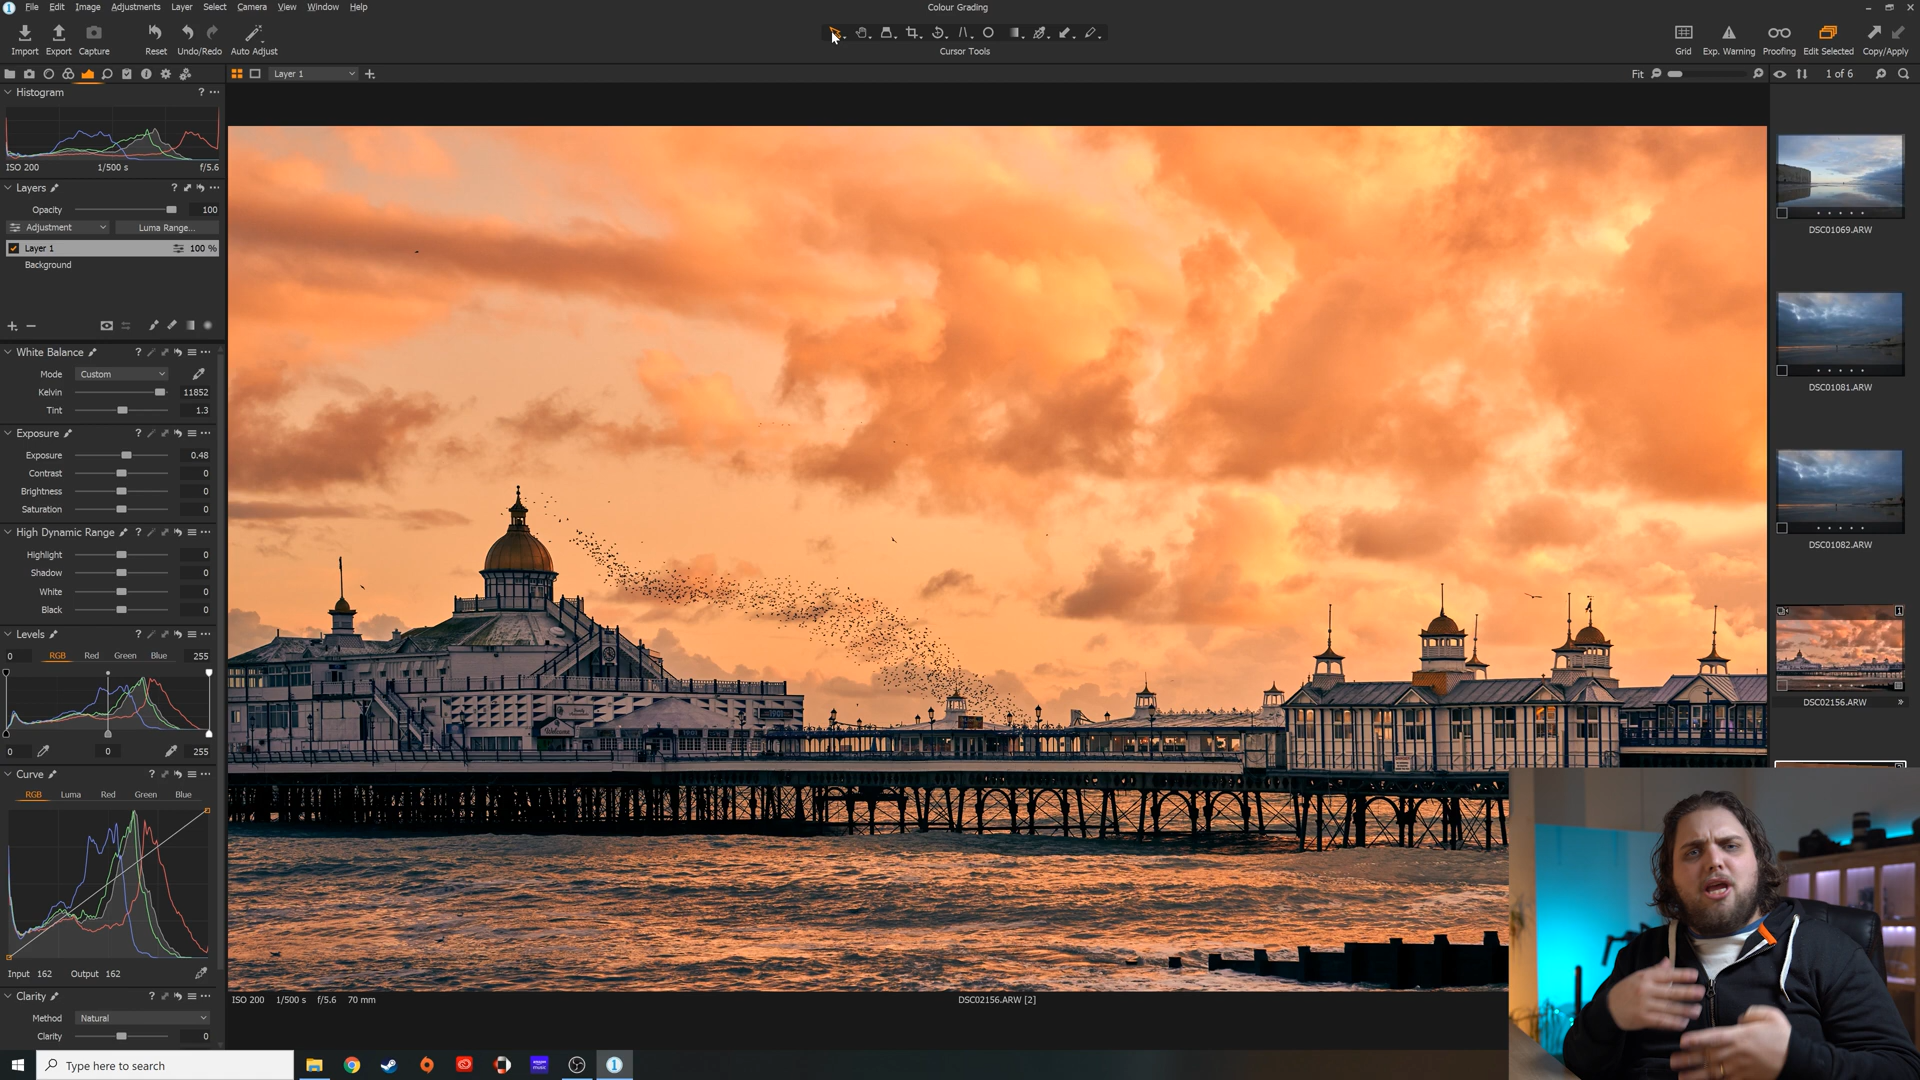 File Edit Image Adjustments Layer Select Camera View Window Help
Colour Grading
Import Export Capture Reset Undo/Redo Auto Adjust
Cursor Tools
Grid Exp. Warning Proofing Edit Selected Copy/Apply
Layer 1
Fit
1 of 6
Histogram
ISO 200 1/500 s f/5.6
Layers
Opacity 100
Adjustment Luma Range...
Layer 1 100 %
Background
White Balance
Mode Custom
Kelvin 11852
Tint 1.3
Exposure
Exposure 0.48
Contrast 0
Brightness 0
Saturation 0
High Dynamic Range
Highlight 0
Shadow 0
White 0
Black 0
Levels
0 RGB Red Green Blue 255
0 0 255
Curve
RGB Luma Red Green Blue
Input 162 Output 162
Clarity
Method Natural
Clarity 0
ISO 200 1/500 s f/5.6 70 mm
DSC02156.ARW [2]
DSC01069.ARW
DSC01081.ARW
DSC01082.ARW
1
DSC02156.ARW
Type here to search